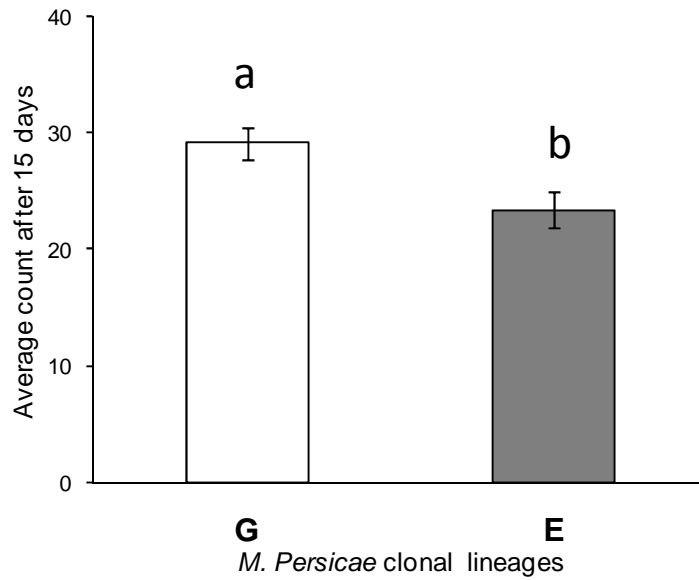 40
a
b
30
20
10
0
Average count after 15 days
G E
M. Persicae clonal lineages